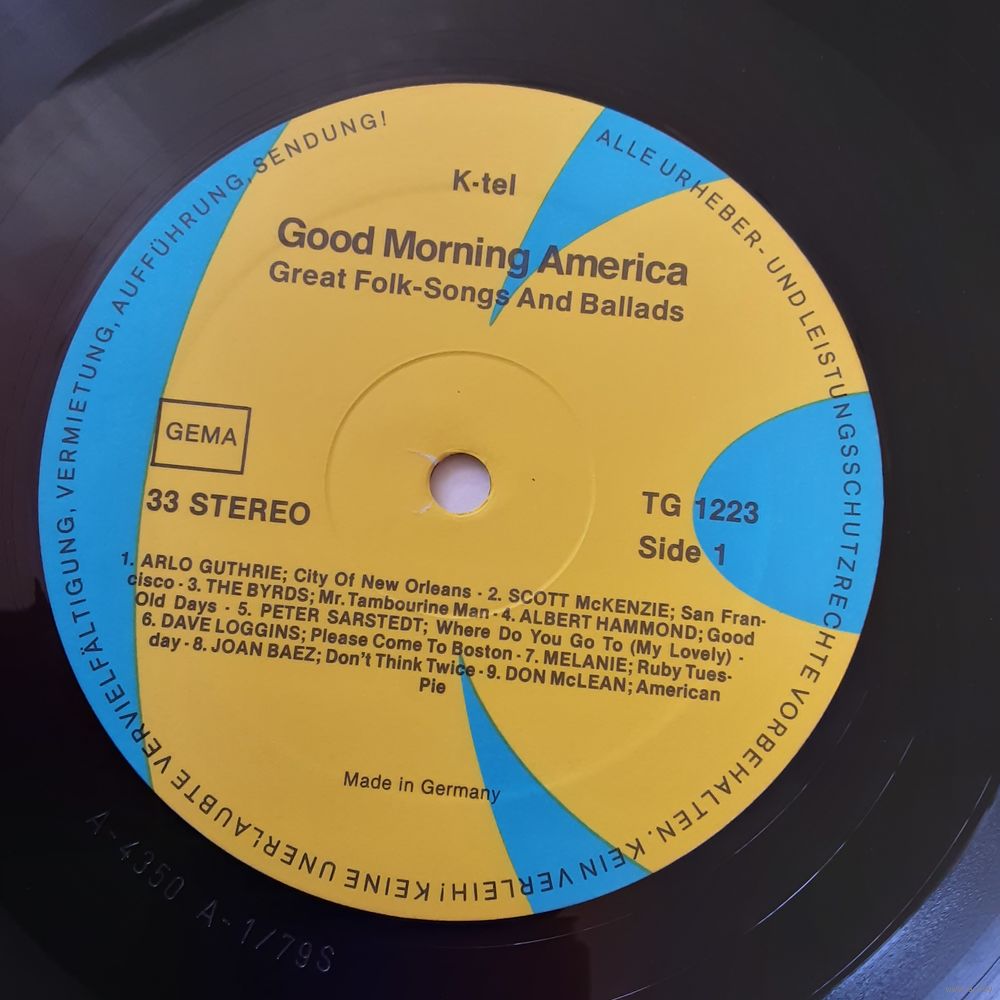 K-tel
Good Morning America
Great Folk-Songs And Ballads
GEMA
33 STEREO
TG 1223
Side 1
1. ARLO GUTHRIE; City Of New Orleans · 2. SCOTT McKENZIE; San Fran-
cisco · 3. THE BYRDS; Mr. Tambourine Man · 4. ALBERT HAMMOND; Good
Old Days · 5. PETER SARSTEDT; Where Do You Go To (My Lovely) ·
6. DAVE LOGGINS; Please Come To Boston · 7. MELANIE; Ruby Tues-
day · 8. JOAN BAEZ; Don't Think Twice · 9. DON McLEAN; American
Pie
Made in Germany
ALLE URHEBER- UND LEISTUNGSSCHUTZRECHTE VORBEHALTEN. KEIN VERLEIH! KEINE UNERLAUBTE VERVIELFÄLTIGUNG, VERMIETUNG, AUFFÜHRUNG, SENDUNG!
A-4350 A-1/79S